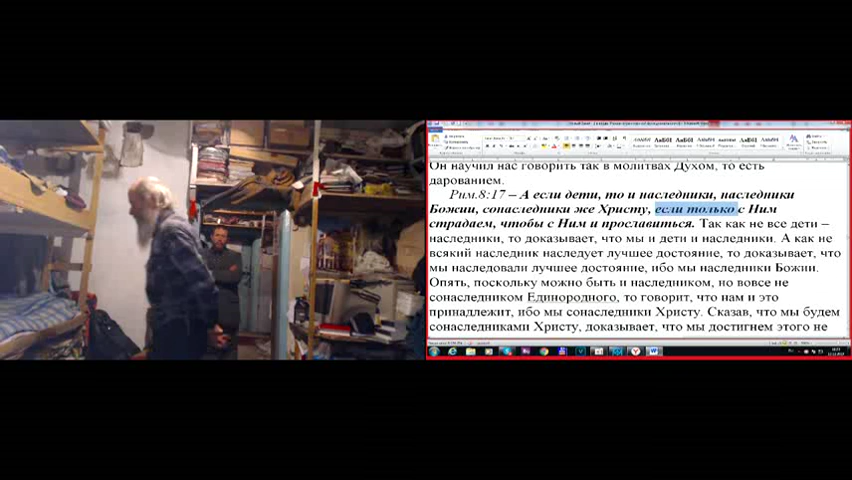 Он научил нас говорить так в молитвах Духом, то есть
дарованием.
Рим.8:17 – А если дети, то и наследники, наследники
Божии, сонаследники же Христу, если только с Ним
страдаем, чтобы с Ним и прославиться. Так как не все дети –
наследники, то доказывает, что мы и дети и наследники. А как не
всякий наследник наследует лучшее достояние, то доказывает, что
мы наследовали лучшее достояние, ибо мы наследники Божии.
Опять, поскольку можно быть и наследником, но вовсе не
сонаследником Единородного, то говорит, что нам и это
принадлежит, ибо мы сонаследники Христу. Сказав, что мы будем
сонаследниками Христу, доказывает, что мы достигнем этого не